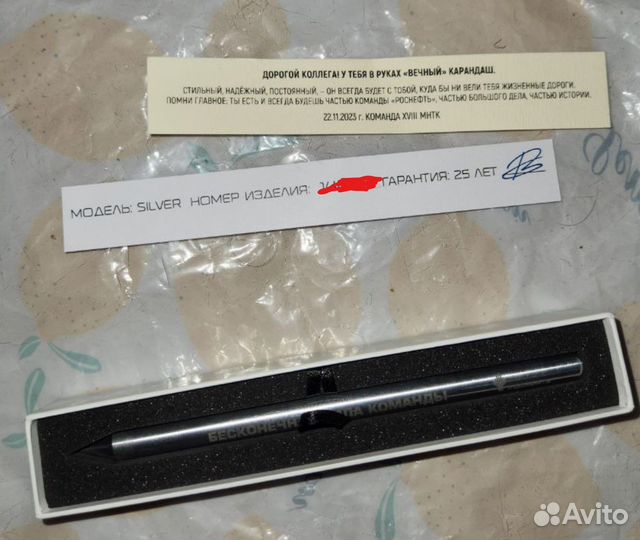 ДОРОГОЙ КОЛЛЕГА! У ТЕБЯ В РУКАХ «ВЕЧНЫЙ» КАРАНДАШ.
СТИЛЬНЫЙ, НАДЁЖНЫЙ, ПОСТОЯННЫЙ, – ОН ВСЕГДА БУДЕТ С ТОБОЙ, КУДА БЫ НИ ВЕЛИ ТЕБЯ ЖИЗНЕННЫЕ ДОРОГИ.
ПОМНИ ГЛАВНОЕ: ТЫ ЕСТЬ И ВСЕГДА БУДЕШЬ ЧАСТЬЮ КОМАНДЫ «РОСНЕФТЬ», ЧАСТЬЮ БОЛЬШОГО ДЕЛА, ЧАСТЬЮ ИСТОРИИ.
22.11.2023 г. КОМАНДА XVIII МНТК
МОДЕЛЬ: SILVER НОМЕР ИЗДЕЛИЯ: ГАРАНТИЯ: 25 ЛЕТ
КОМАНДЫ
Avito